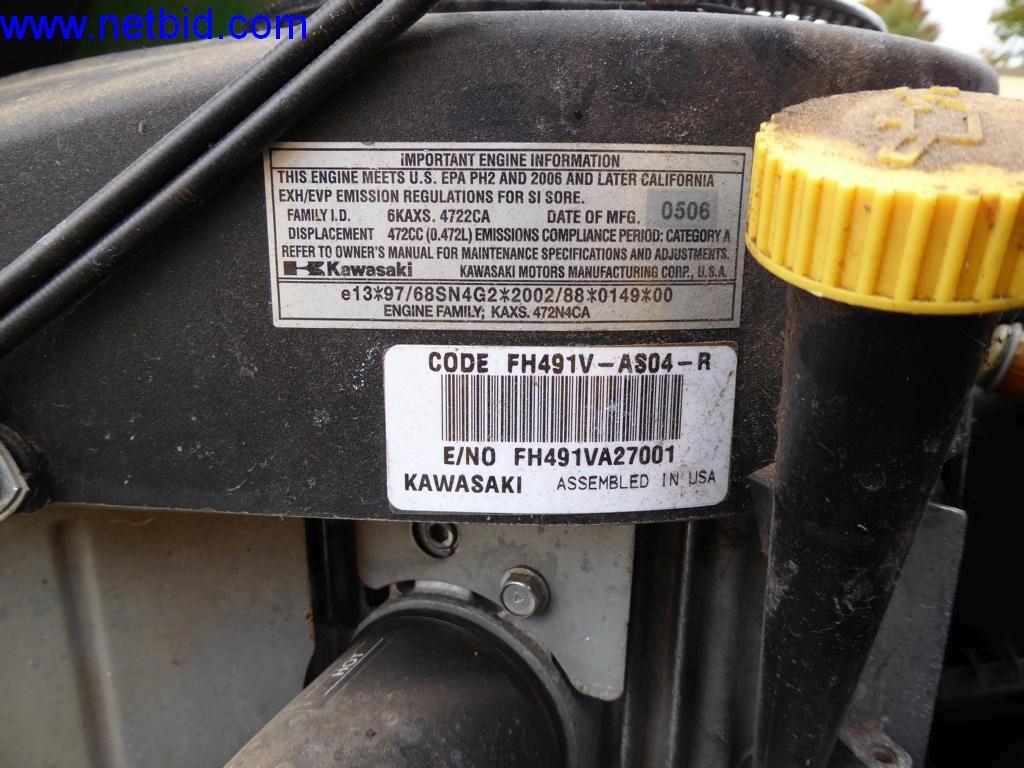 www.netbid.com
IMPORTANT ENGINE INFORMATION
THIS ENGINE MEETS U.S. EPA PH2 AND 2006 AND LATER CALIFORNIA
EXH/EVP EMISSION REGULATIONS FOR SI SORE.
FAMILY I.D. 6KAXS. 4722CA DATE OF MFG. 0506
DISPLACEMENT 472CC (0.472L) EMISSIONS COMPLIANCE PERIOD: CATEGORY A
REFER TO OWNER'S MANUAL FOR MAINTENANCE SPECIFICATIONS AND ADJUSTMENTS.
Kawasaki KAWASAKI MOTORS MANUFACTURING CORP., U.S.A.
e13*97/68SN4G2*2002/88*0149*00
ENGINE FAMILY; KAXS. 472N4CA
CODE FH491V-AS04-R
E/NO FH491VA27001
KAWASAKI ASSEMBLED IN USA
HOT